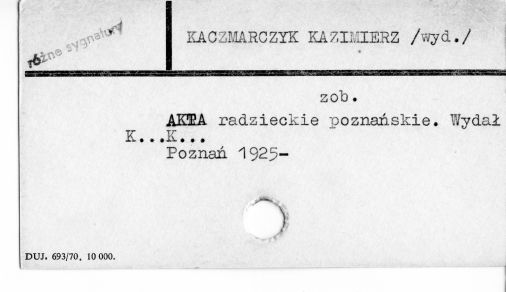 różne sygnatury
KACZMARCZYK KAZIMIERZ /wyd./
zob.
AKTA radzieckie poznańskie. Wydał
K...K...
Poznań 1925-
DUJ. 693/70, 10 000.